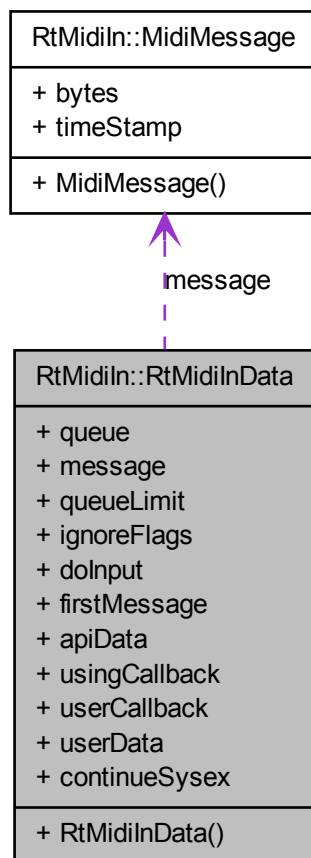 RtMidiIn::MidiMessage
+ bytes
+ timeStamp
+ MidiMessage()
message
RtMidiIn::RtMidiInData
+ queue
+ message
+ queueLimit
+ ignoreFlags
+ doInput
+ firstMessage
+ apiData
+ usingCallback
+ userCallback
+ userData
+ continueSysex
+ RtMidiInData()